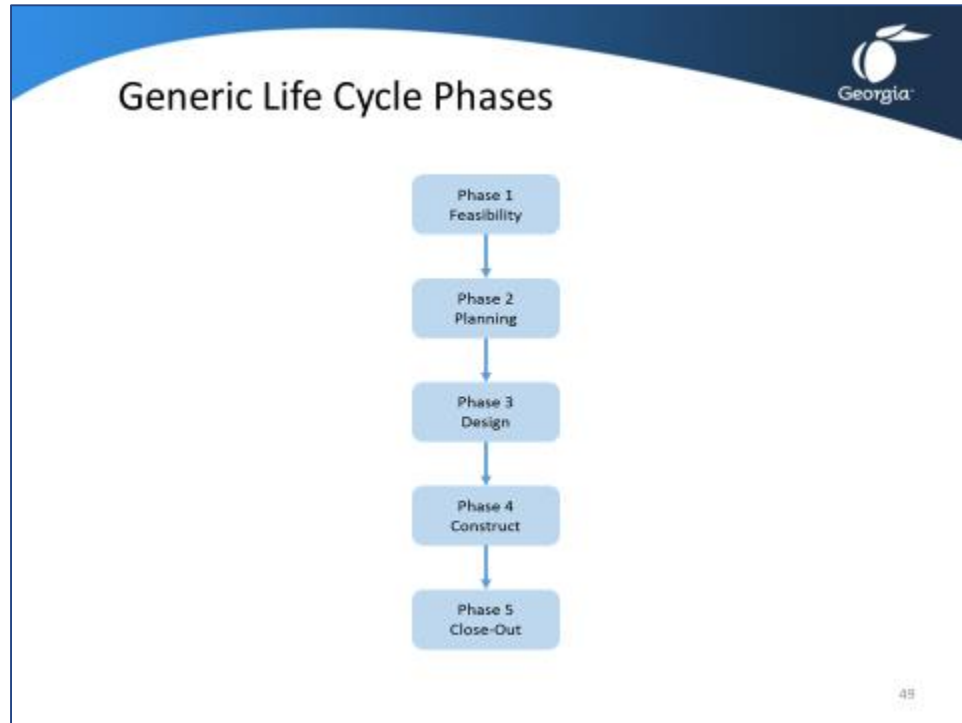 Generic Life Cycle Phases
Georgia
Phase 1
Feasibility
Phase 2
Planning
Phase 3
Design
Phase 4
Construct
Phase 5
Close-Out
49